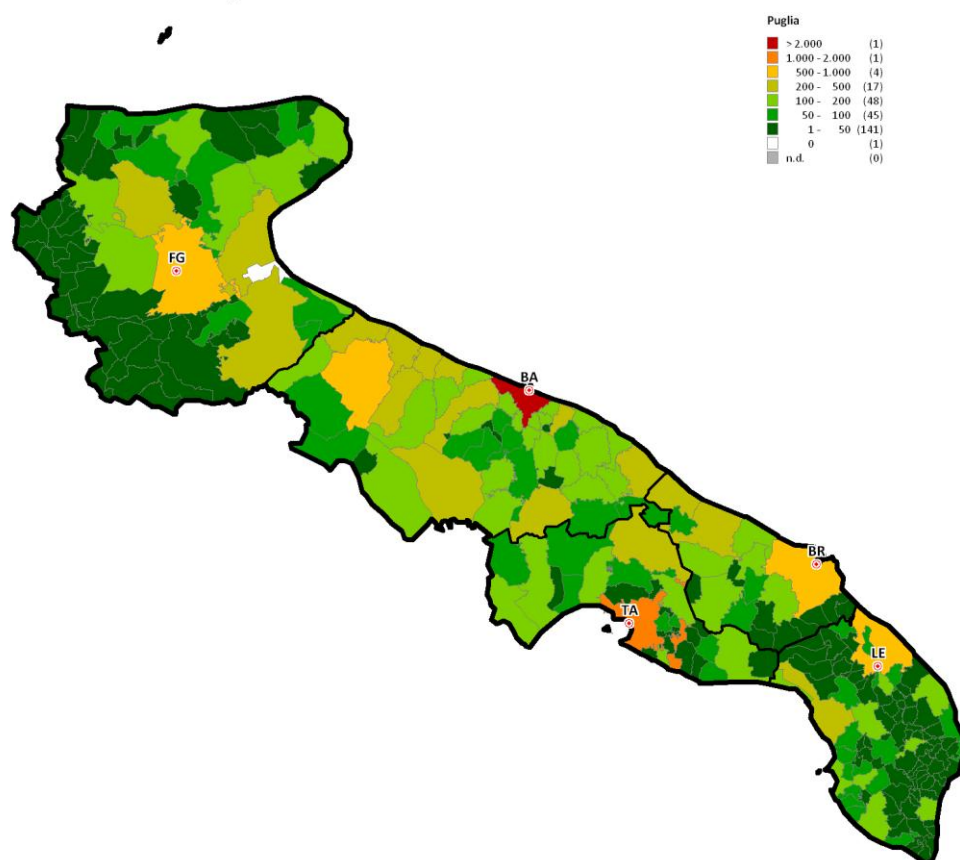 Puglia
> 2.000 (1)
1.000 - 2.000 (1)
500 - 1.000 (4)
200 - 500 (17)
100 - 200 (48)
50 - 100 (45)
1 - 50 (141)
0 (1)
n.d. (0)
FG
BA
BR
TA
LE